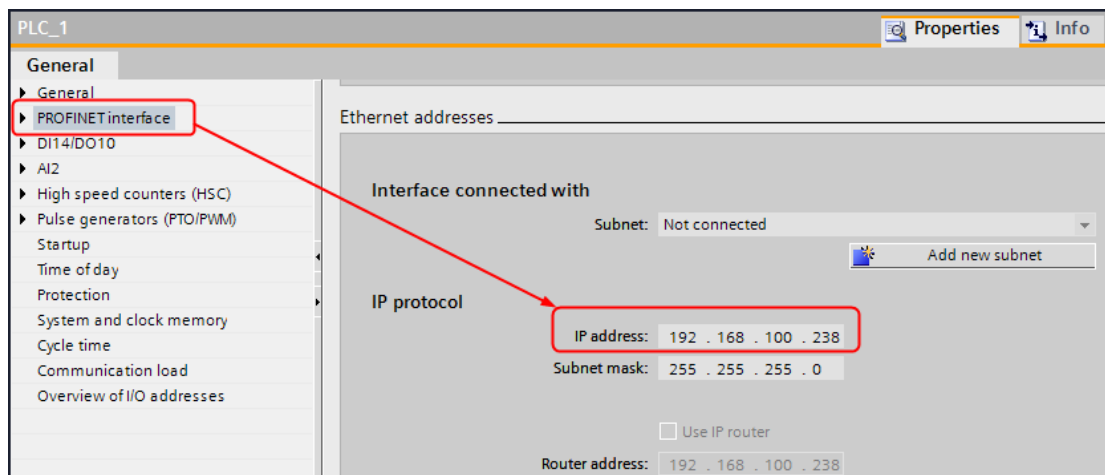 PLC_1
Properties
Info
General
General
PROFINET interface
DI14/DO10
AI2
High speed counters (HSC)
Pulse generators (PTO/PWM)
Startup
Time of day
Protection
System and clock memory
Cycle time
Communication load
Overview of I/O addresses
Ethernet addresses
Interface connected with
Subnet: Not connected
Add new subnet
IP protocol
IP address: 192 . 168 . 100 . 238
Subnet mask: 255 . 255 . 255 . 0
Use IP router
Router address: 192 . 168 . 100 . 238